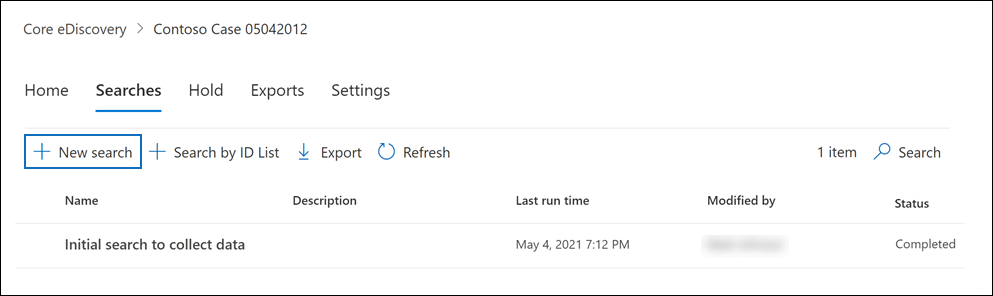 Core eDiscovery > Contoso Case 05042012
Home Searches Hold Exports Settings
+ New search + Search by ID List Export Refresh 1 item Search
Name Description Last run time Modified by Status
Initial search to collect data May 4, 2021 7:12 PM Completed